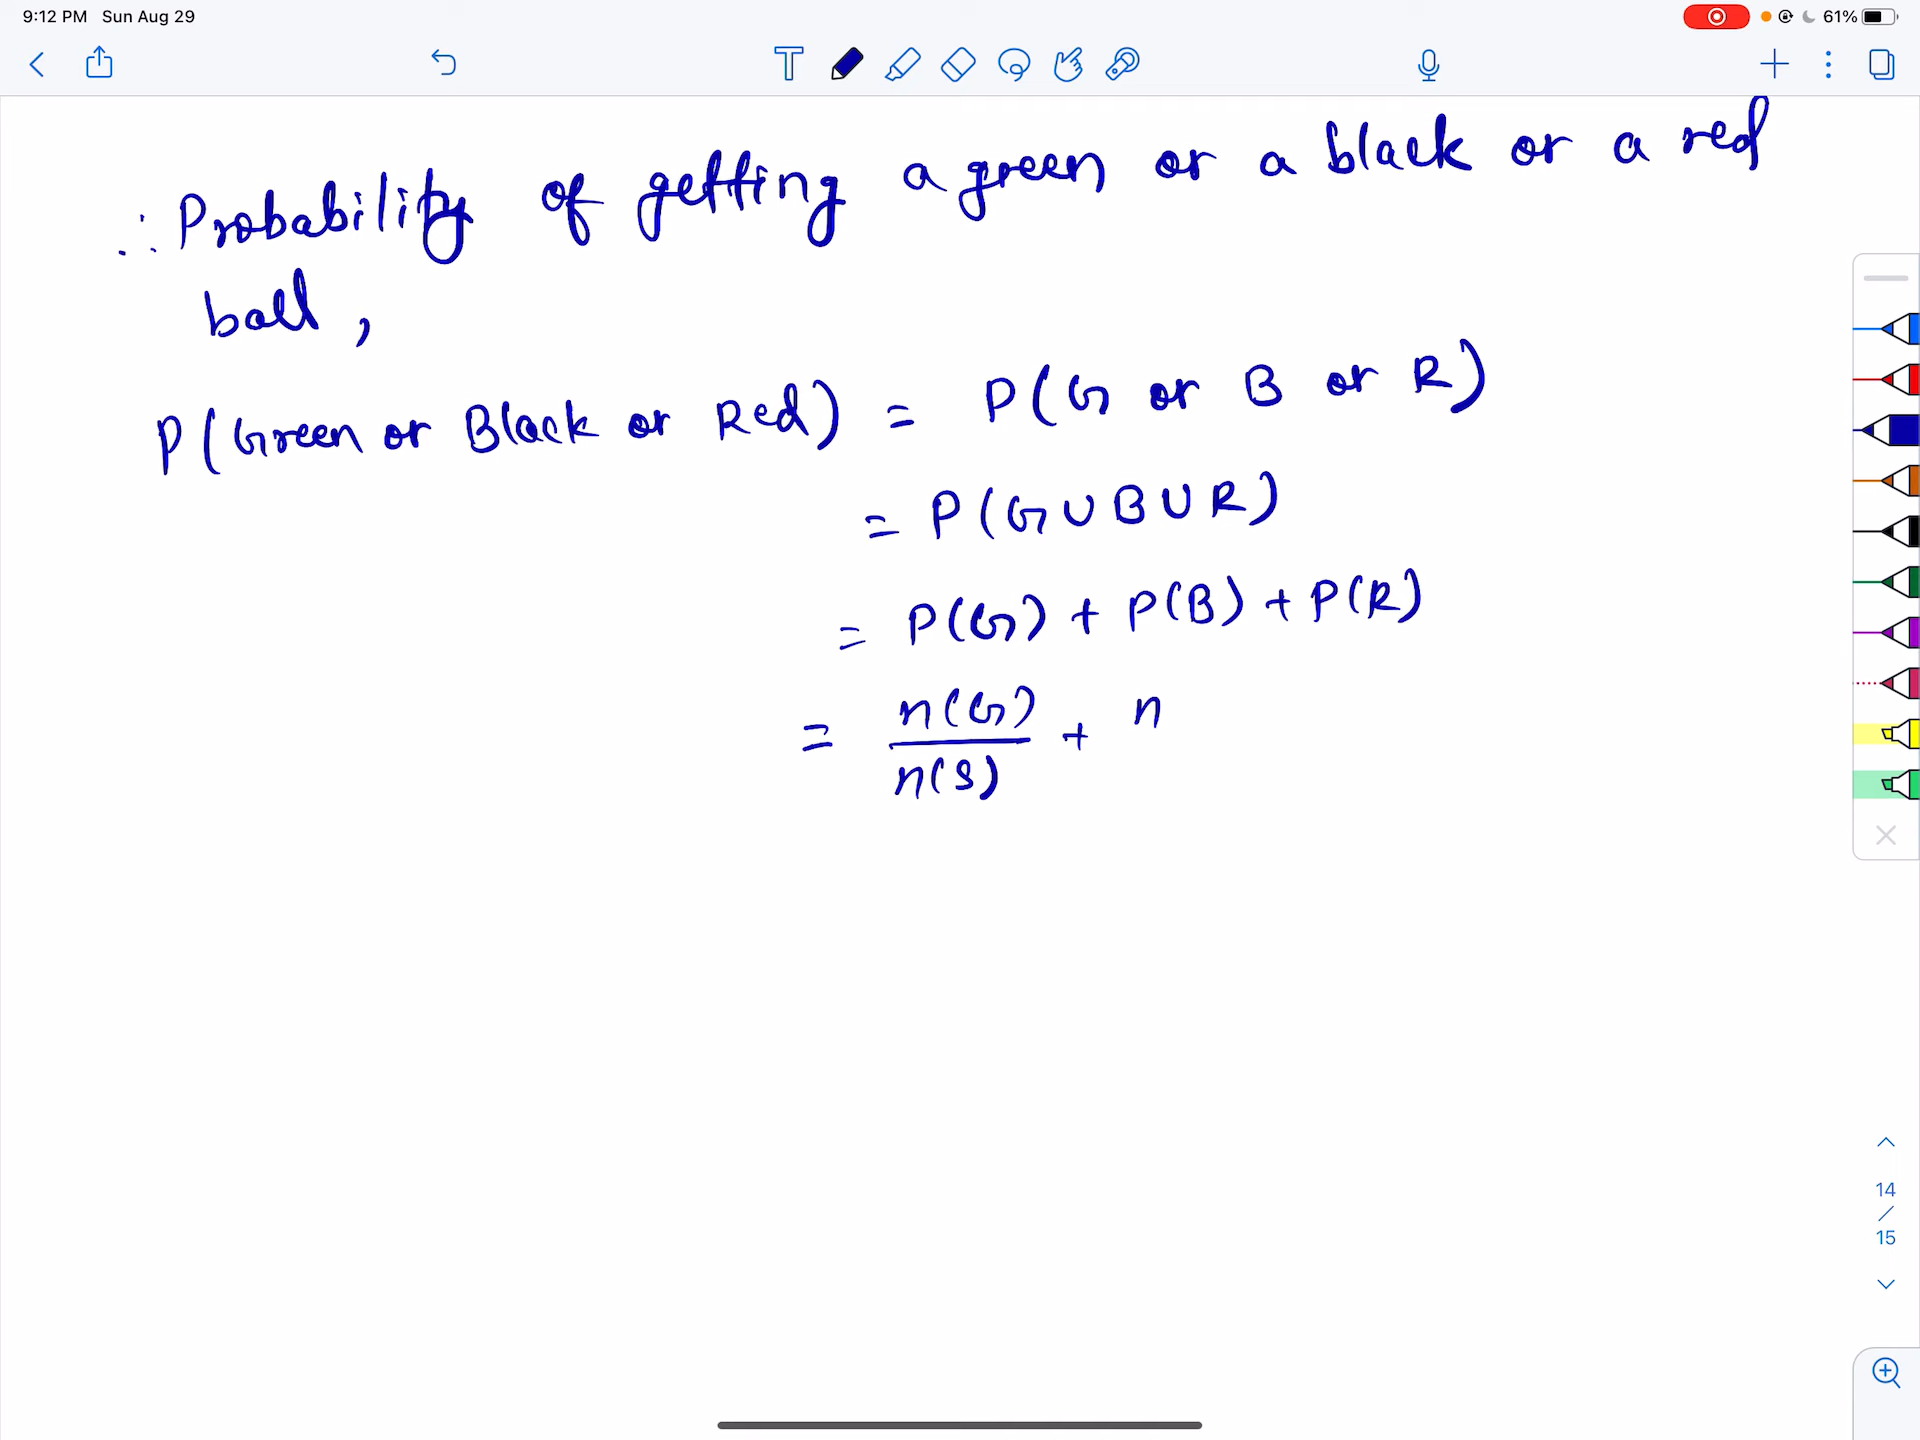 9:12 PM Sun Aug 29
61%
T
∴ Probability of getting a green or a black or a red
ball,
P(Green or Black or Red) = P(G or B or R)
= P(G∪B∪R)
= P(G) + P(B) + P(R)
= n(G)/n(S) + n
14
/
15